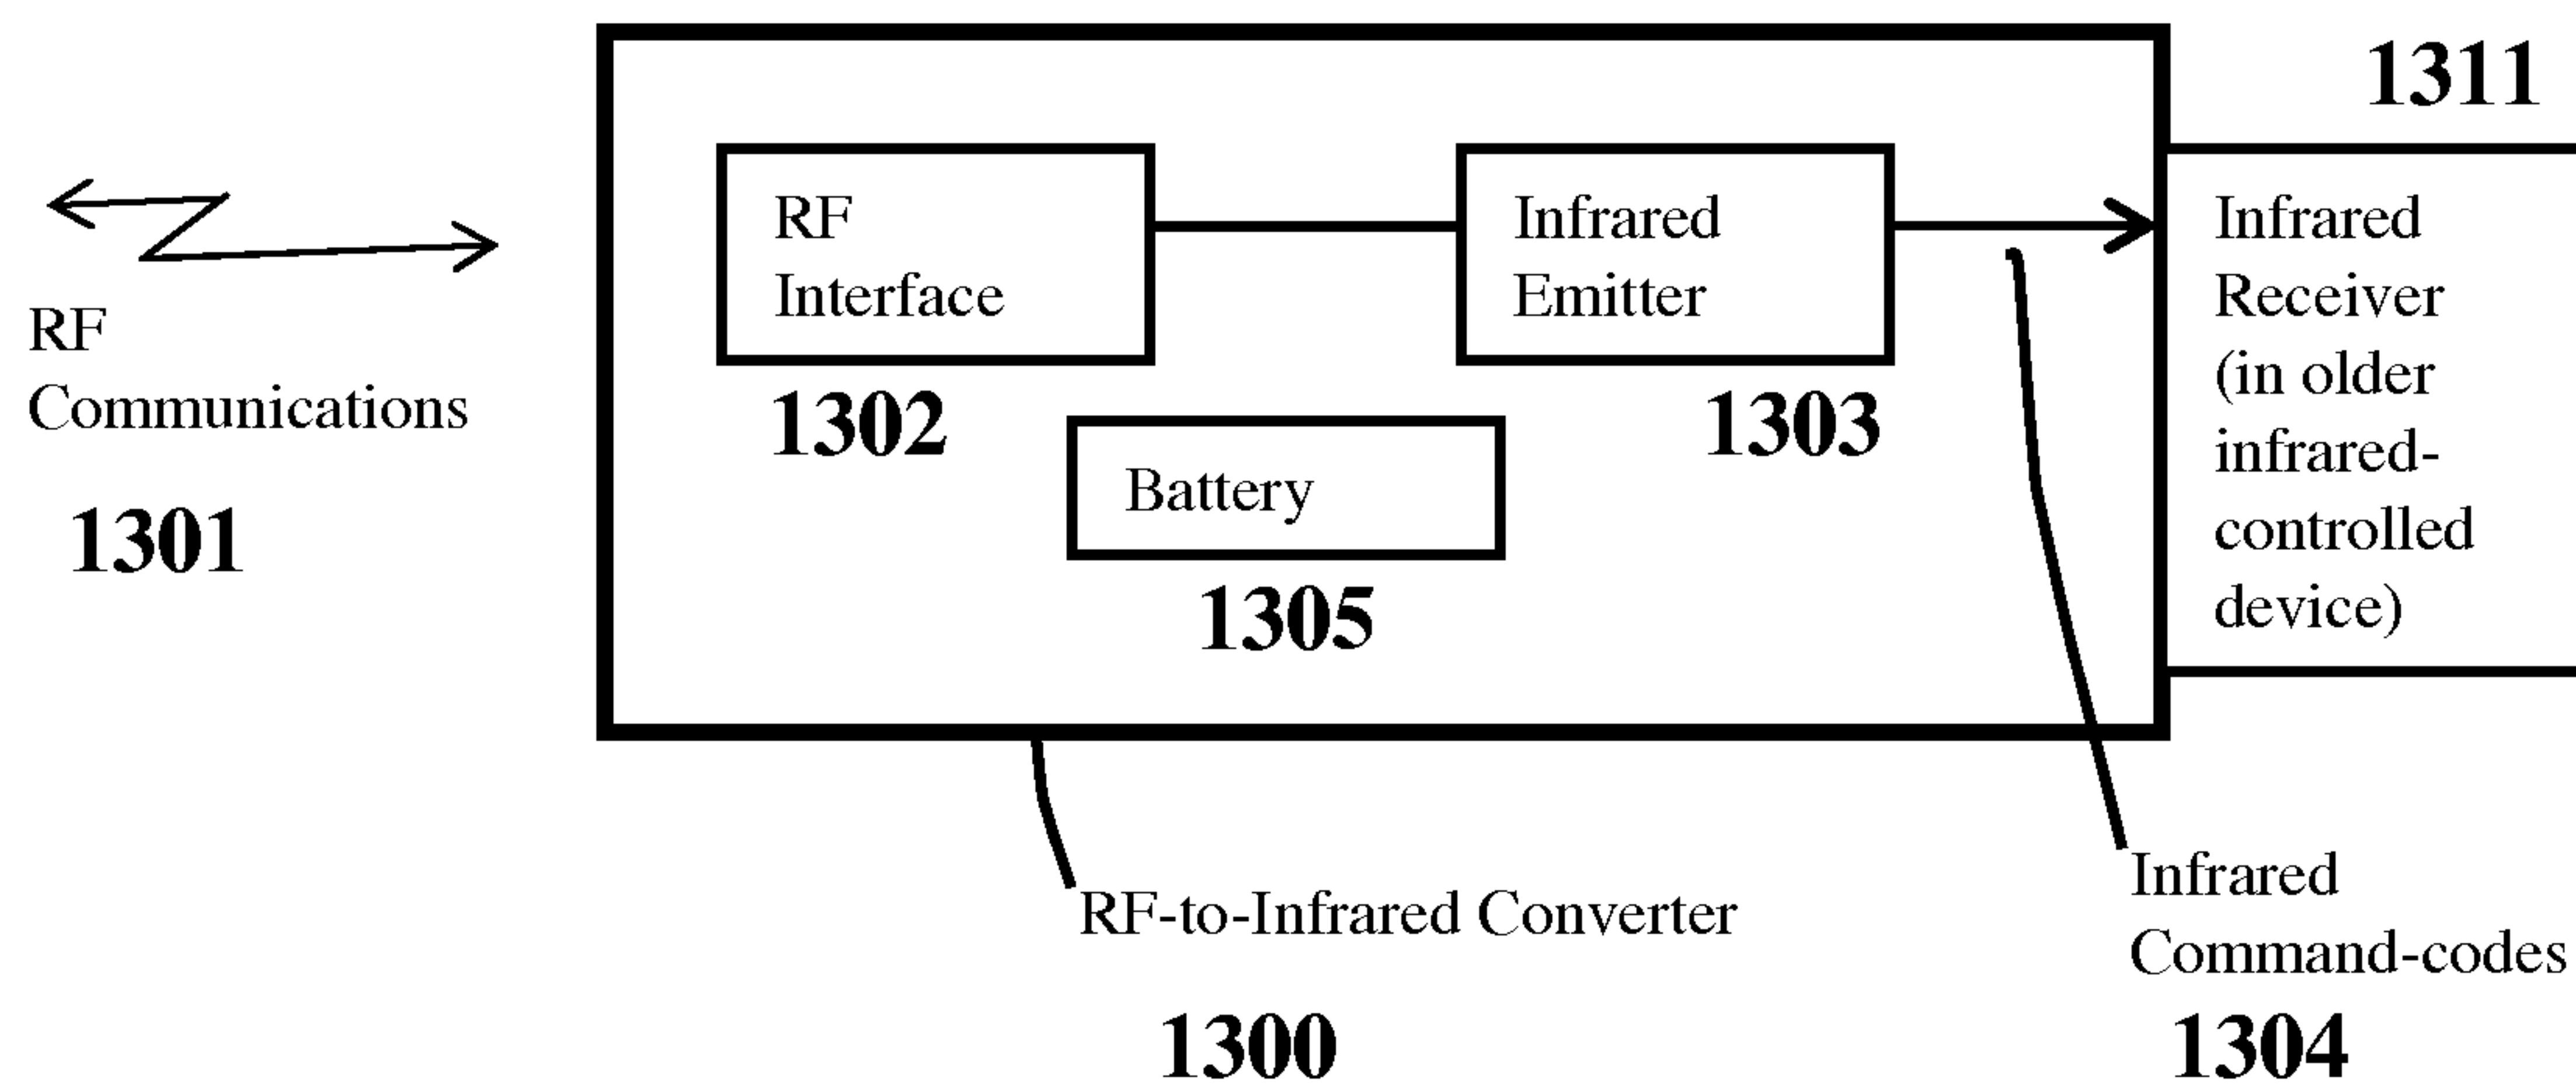 1311
RF
Interface
1302
Infrared
Emitter
1303
Battery
1305
Infrared
Receiver
(in older
infrared-
controlled
device)
RF
Communications
1301
RF-to-Infrared Converter
1300
Infrared
Command-codes
1304